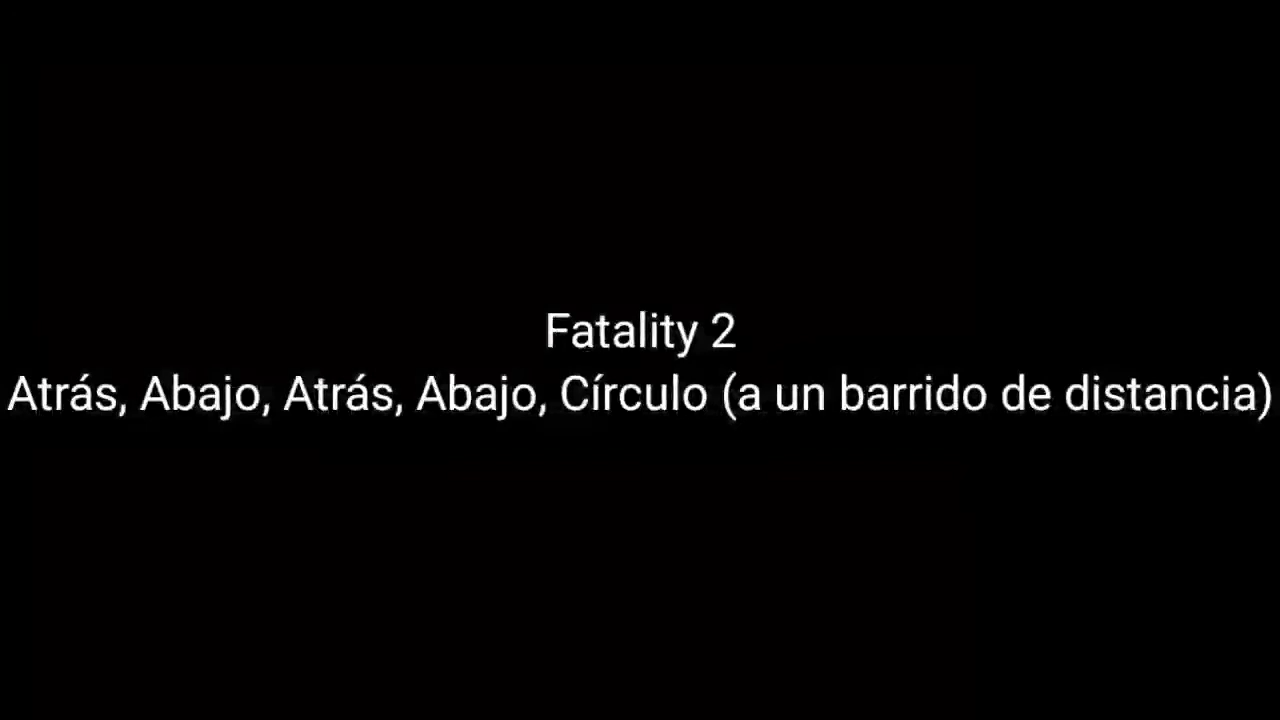 Fatality 2
Atrás, Abajo, Atrás, Abajo, Círculo (a un barrido de distancia)